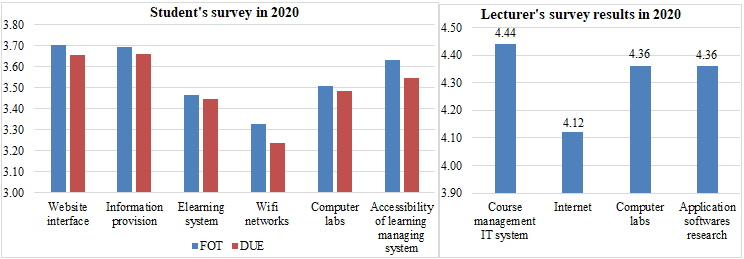 Student's survey in 2020
3.80
3.70
3.60
3.50
3.40
3.30
3.20
3.10
3.00
Website
interface
Information
provision
Elearning
system
Wifi
networks
Computer
labs
Accessibility
of learning
managing
system
FOT
DUE
Lecturer's survey results in 2020
4.50
4.40
4.30
4.20
4.10
4.00
3.90
4.44
4.12
4.36
4.36
Course
management
IT system
Internet
Computer
labs
Application
softwares
research